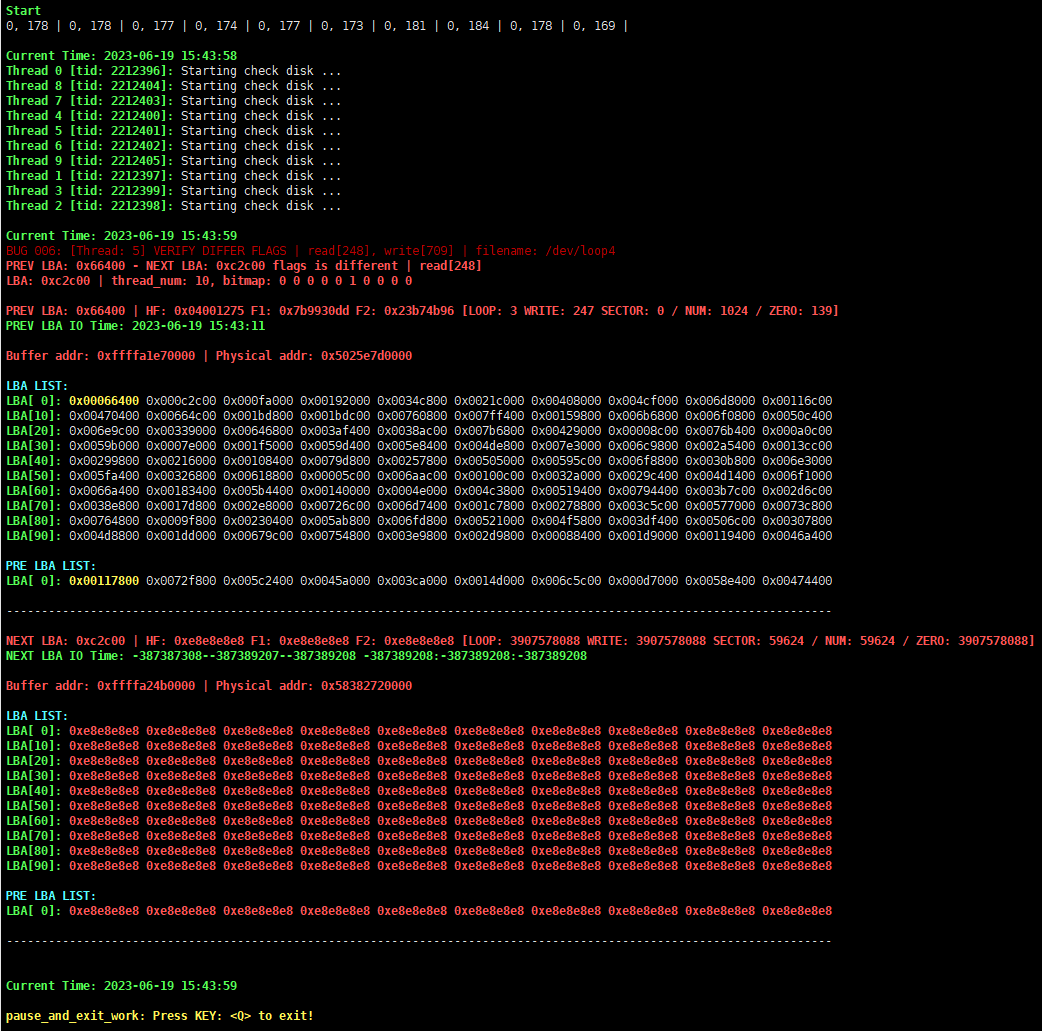 Start
0, 178 | 0, 178 | 0, 177 | 0, 174 | 0, 177 | 0, 173 | 0, 181 | 0, 184 | 0, 178 | 0, 169 |
Current Time: 2023-06-19 15:43:58
Thread 0 [tid: 2212396]: Starting check disk ...
Thread 8 [tid: 2212404]: Starting check disk ...
Thread 7 [tid: 2212403]: Starting check disk ...
Thread 4 [tid: 2212400]: Starting check disk ...
Thread 5 [tid: 2212401]: Starting check disk ...
Thread 6 [tid: 2212402]: Starting check disk ...
Thread 9 [tid: 2212405]: Starting check disk ...
Thread 1 [tid: 2212397]: Starting check disk ...
Thread 3 [tid: 2212399]: Starting check disk ...
Thread 2 [tid: 2212398]: Starting check disk ...
Current Time: 2023-06-19 15:43:59
BUG 006: [Thread: 5] VERIFY DIFFER FLAGS | read[248], write[709] | filename: /dev/loop4
PREV LBA: 0x66400 - NEXT LBA: 0xc2c00 flags is different | read[248]
LBA: 0xc2c00 | thread_num: 10, bitmap: 0 0 0 0 0 1 0 0 0 0
PREV LBA: 0x66400 | HF: 0x04001275 F1: 0x7b9930dd F2: 0x23b74b96 [LOOP: 3 WRITE: 247 SECTOR: 0 / NUM: 1024 / ZERO: 139]
PREV LBA IO Time: 2023-06-19 15:43:11
Buffer addr: 0xffffa1e70000 | Physical addr: 0x5025e7d0000
LBA LIST:
LBA[ 0]: 0x00066400 0x000c2c00 0x000fa000 0x00192000 0x0034c800 0x0021c000 0x00408000 0x004cf000 0x006d8000 0x00116c00
LBA[10]: 0x00470400 0x00664c00 0x001bd800 0x001bdc00 0x00760800 0x007ff400 0x00159800 0x006b6800 0x006f0800 0x0050c400
LBA[20]: 0x006e9c00 0x00339000 0x00646800 0x003af400 0x0038ac00 0x007b6800 0x00429000 0x00008c00 0x0076b400 0x000a0c00
LBA[30]: 0x0059b000 0x0007e000 0x001f5000 0x0059d400 0x005e8400 0x004de800 0x007e3000 0x006c9800 0x002a5400 0x0013cc00
LBA[40]: 0x00299800 0x00216000 0x00108400 0x0079d800 0x00257800 0x00505000 0x00595c00 0x006f8800 0x0030b800 0x006e3000
LBA[50]: 0x005fa400 0x00326800 0x00618800 0x00005c00 0x006aac00 0x00100c00 0x0032a000 0x0029c400 0x004d1400 0x006f1000
LBA[60]: 0x0066a400 0x00183400 0x005b4400 0x00140000 0x0004e000 0x004c3800 0x00519400 0x00794400 0x003b7c00 0x002d6c00
LBA[70]: 0x0038e800 0x0017d800 0x002e8000 0x00726c00 0x006d7400 0x001c7800 0x00278800 0x003c5c00 0x00577000 0x0073c800
LBA[80]: 0x00764800 0x0009f800 0x00230400 0x005ab800 0x006fd800 0x00521000 0x004f5800 0x003df400 0x00506c00 0x00307800
LBA[90]: 0x004d8800 0x001dd000 0x00679c00 0x00754800 0x003e9800 0x002d9800 0x00088400 0x001d9000 0x00119400 0x0046a400
PRE LBA LIST:
LBA[ 0]: 0x00117800 0x0072f800 0x005c2400 0x0045a000 0x003ca000 0x0014d000 0x006c5c00 0x000d7000 0x0058e400 0x00474400
----------------------------------------------------------------------------------------------------------------------
NEXT LBA: 0xc2c00 | HF: 0xe8e8e8e8 F1: 0xe8e8e8e8 F2: 0xe8e8e8e8 [LOOP: 3907578088 WRITE: 3907578088 SECTOR: 59624 / NUM: 59624 / ZERO: 3907578088]
NEXT LBA IO Time: -387387308--387389207--387389208 -387389208:-387389208:-387389208
Buffer addr: 0xffffa24b0000 | Physical addr: 0x58382720000
LBA LIST:
LBA[ 0]: 0xe8e8e8e8 0xe8e8e8e8 0xe8e8e8e8 0xe8e8e8e8 0xe8e8e8e8 0xe8e8e8e8 0xe8e8e8e8 0xe8e8e8e8 0xe8e8e8e8 0xe8e8e8e8
LBA[10]: 0xe8e8e8e8 0xe8e8e8e8 0xe8e8e8e8 0xe8e8e8e8 0xe8e8e8e8 0xe8e8e8e8 0xe8e8e8e8 0xe8e8e8e8 0xe8e8e8e8 0xe8e8e8e8
LBA[20]: 0xe8e8e8e8 0xe8e8e8e8 0xe8e8e8e8 0xe8e8e8e8 0xe8e8e8e8 0xe8e8e8e8 0xe8e8e8e8 0xe8e8e8e8 0xe8e8e8e8 0xe8e8e8e8
LBA[30]: 0xe8e8e8e8 0xe8e8e8e8 0xe8e8e8e8 0xe8e8e8e8 0xe8e8e8e8 0xe8e8e8e8 0xe8e8e8e8 0xe8e8e8e8 0xe8e8e8e8 0xe8e8e8e8
LBA[40]: 0xe8e8e8e8 0xe8e8e8e8 0xe8e8e8e8 0xe8e8e8e8 0xe8e8e8e8 0xe8e8e8e8 0xe8e8e8e8 0xe8e8e8e8 0xe8e8e8e8 0xe8e8e8e8
LBA[50]: 0xe8e8e8e8 0xe8e8e8e8 0xe8e8e8e8 0xe8e8e8e8 0xe8e8e8e8 0xe8e8e8e8 0xe8e8e8e8 0xe8e8e8e8 0xe8e8e8e8 0xe8e8e8e8
LBA[60]: 0xe8e8e8e8 0xe8e8e8e8 0xe8e8e8e8 0xe8e8e8e8 0xe8e8e8e8 0xe8e8e8e8 0xe8e8e8e8 0xe8e8e8e8 0xe8e8e8e8 0xe8e8e8e8
LBA[70]: 0xe8e8e8e8 0xe8e8e8e8 0xe8e8e8e8 0xe8e8e8e8 0xe8e8e8e8 0xe8e8e8e8 0xe8e8e8e8 0xe8e8e8e8 0xe8e8e8e8 0xe8e8e8e8
LBA[80]: 0xe8e8e8e8 0xe8e8e8e8 0xe8e8e8e8 0xe8e8e8e8 0xe8e8e8e8 0xe8e8e8e8 0xe8e8e8e8 0xe8e8e8e8 0xe8e8e8e8 0xe8e8e8e8
LBA[90]: 0xe8e8e8e8 0xe8e8e8e8 0xe8e8e8e8 0xe8e8e8e8 0xe8e8e8e8 0xe8e8e8e8 0xe8e8e8e8 0xe8e8e8e8 0xe8e8e8e8 0xe8e8e8e8
PRE LBA LIST:
LBA[ 0]: 0xe8e8e8e8 0xe8e8e8e8 0xe8e8e8e8 0xe8e8e8e8 0xe8e8e8e8 0xe8e8e8e8 0xe8e8e8e8 0xe8e8e8e8 0xe8e8e8e8 0xe8e8e8e8
----------------------------------------------------------------------------------------------------------------------
Current Time: 2023-06-19 15:43:59
pause_and_exit_work: Press KEY: <Q> to exit!